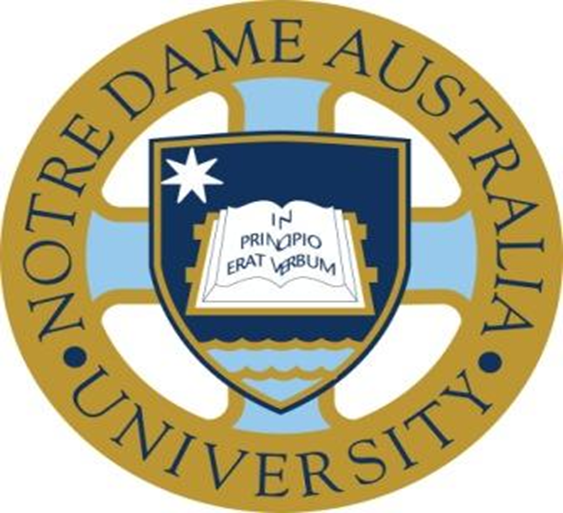 NOTRE DAME AUSTRALIA
• UNIVERSITY •
IN
PRINCIPIO
ERAT VERBUM